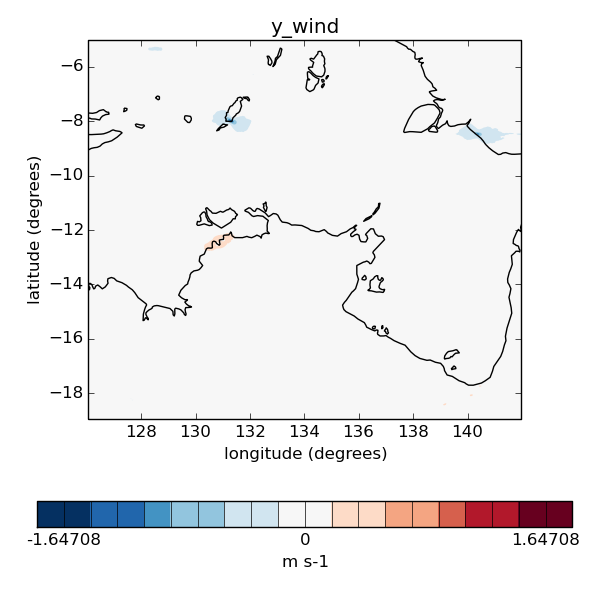 y_wind
−6
−8
−10
−12
−14
−16
−18
latitude (degrees)
128 130 132 134 136 138 140
longitude (degrees)
-1.64708 0 1.64708
m s-1